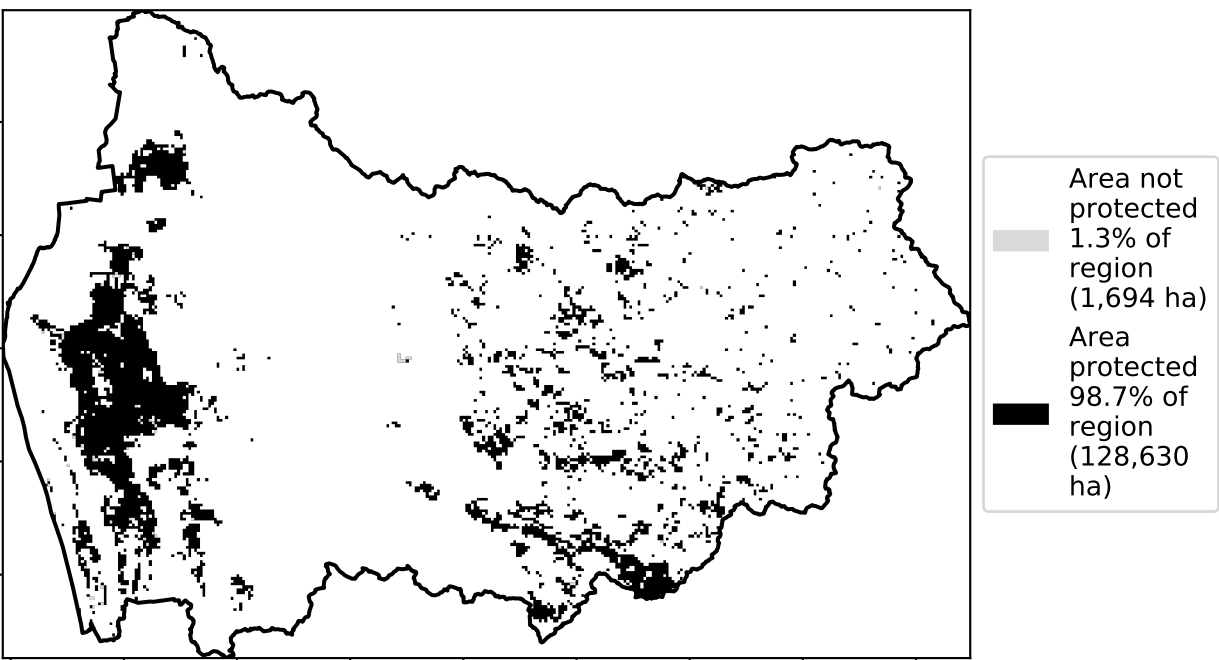 Area not
protected
1.3% of
region
(1,694 ha)
Area
protected
98.7% of
region
(128,630
ha)